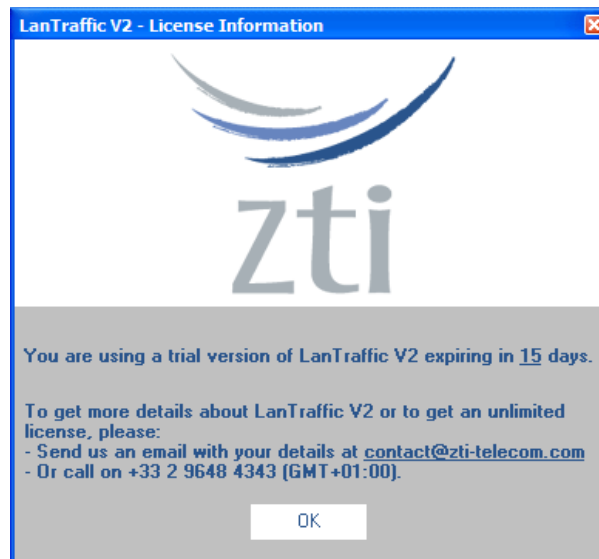 LanTraffic V2 - License Information
zti
You are using a trial version of LanTraffic V2 expiring in 15 days.
To get more details about LanTraffic V2 or to get an unlimited
license, please:
- Send us an email with your details at contact@zti-telecom.com
- Or call on +33 2 9648 4343 (GMT+01:00).
OK